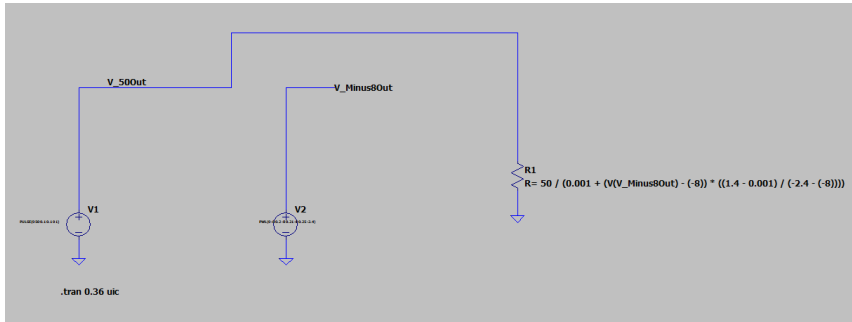 V_50Out
V_Minus8Out
R1
R= 50 / (0.001 + (V(V_Minus8Out) - (-8)) * ((1.4 - 0.001) / (-2.4 - (-8))))
V1
V2
.tran 0.36 uic